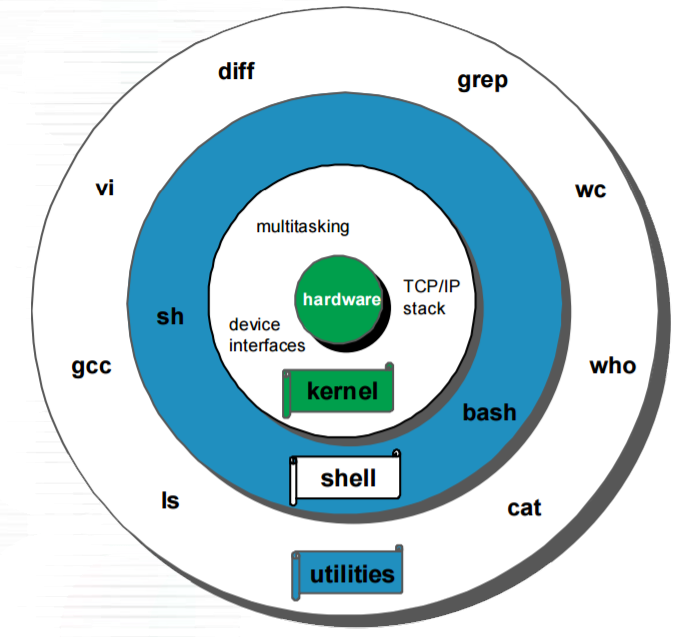 diff
grep
vi
wc
multitasking
hardware
TCP/IP
stack
sh
device
interfaces
gcc
who
kernel
bash
shell
ls
cat
utilities